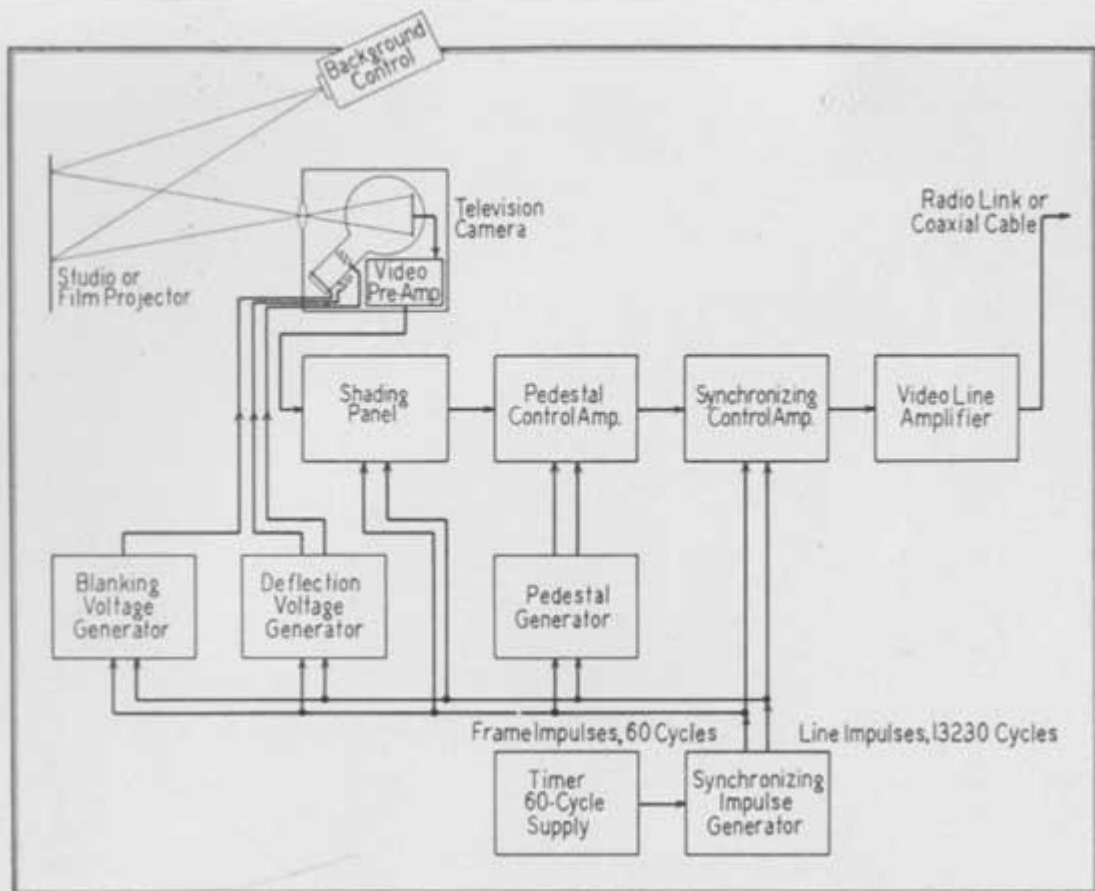 Background
Control
Television
Camera
Radio Link or
Coaxial Cable
Studio or
Film Projector
Video
Pre-Amp
Shading
Panel
Pedestal
Control Amp.
Synchronizing
Control Amp.
Video Line
Amplifier
Blanking
Voltage
Generator
Deflection
Voltage
Generator
Pedestal
Generator
Frame Impulses, 60 Cycles
Line Impulses, 13230 Cycles
Timer
60-Cycle
Supply
Synchronizing
Impulse
Generator